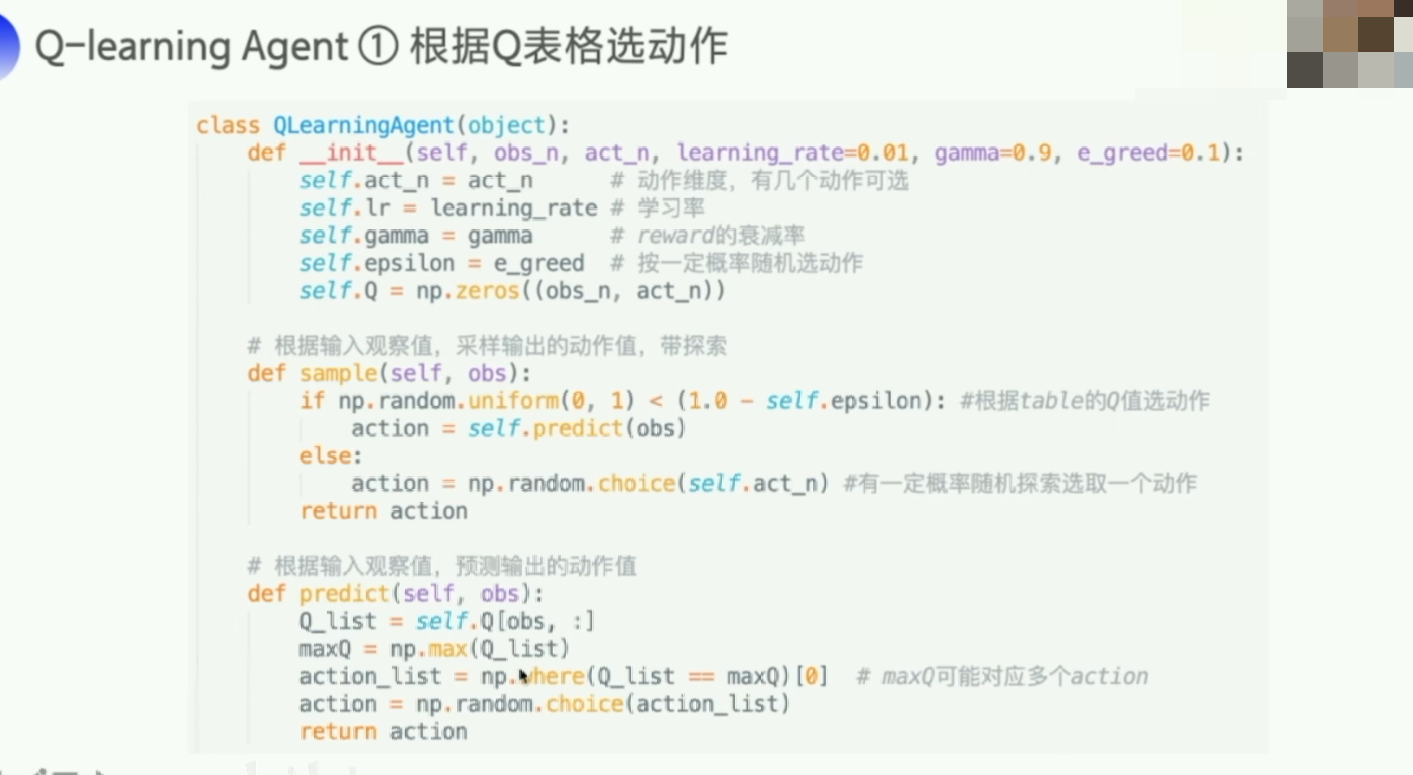 Q-learning Agent ① 根据Q表格选动作
class QLearningAgent(object):
    def __init__(self, obs_n, act_n, learning_rate=0.01, gamma=0.9, e_greed=0.1):
        self.act_n = act_n      # 动作维度，有几个动作可选
        self.lr = learning_rate # 学习率
        self.gamma = gamma      # reward的衰减率
        self.epsilon = e_greed  # 按一定概率随机选动作
        self.Q = np.zeros((obs_n, act_n))
    # 根据输入观察值，采样输出的动作值，带探索
    def sample(self, obs):
        if np.random.uniform(0, 1) < (1.0 - self.epsilon): #根据table的Q值选动作
            action = self.predict(obs)
        else:
            action = np.random.choice(self.act_n) #有一定概率随机探索选取一个动作
        return action
    # 根据输入观察值，预测输出的动作值
    def predict(self, obs):
        Q_list = self.Q[obs, :]
        maxQ = np.max(Q_list)
        action_list = np.where(Q_list == maxQ)[0]  # maxQ可能对应多个action
        action = np.random.choice(action_list)
        return action